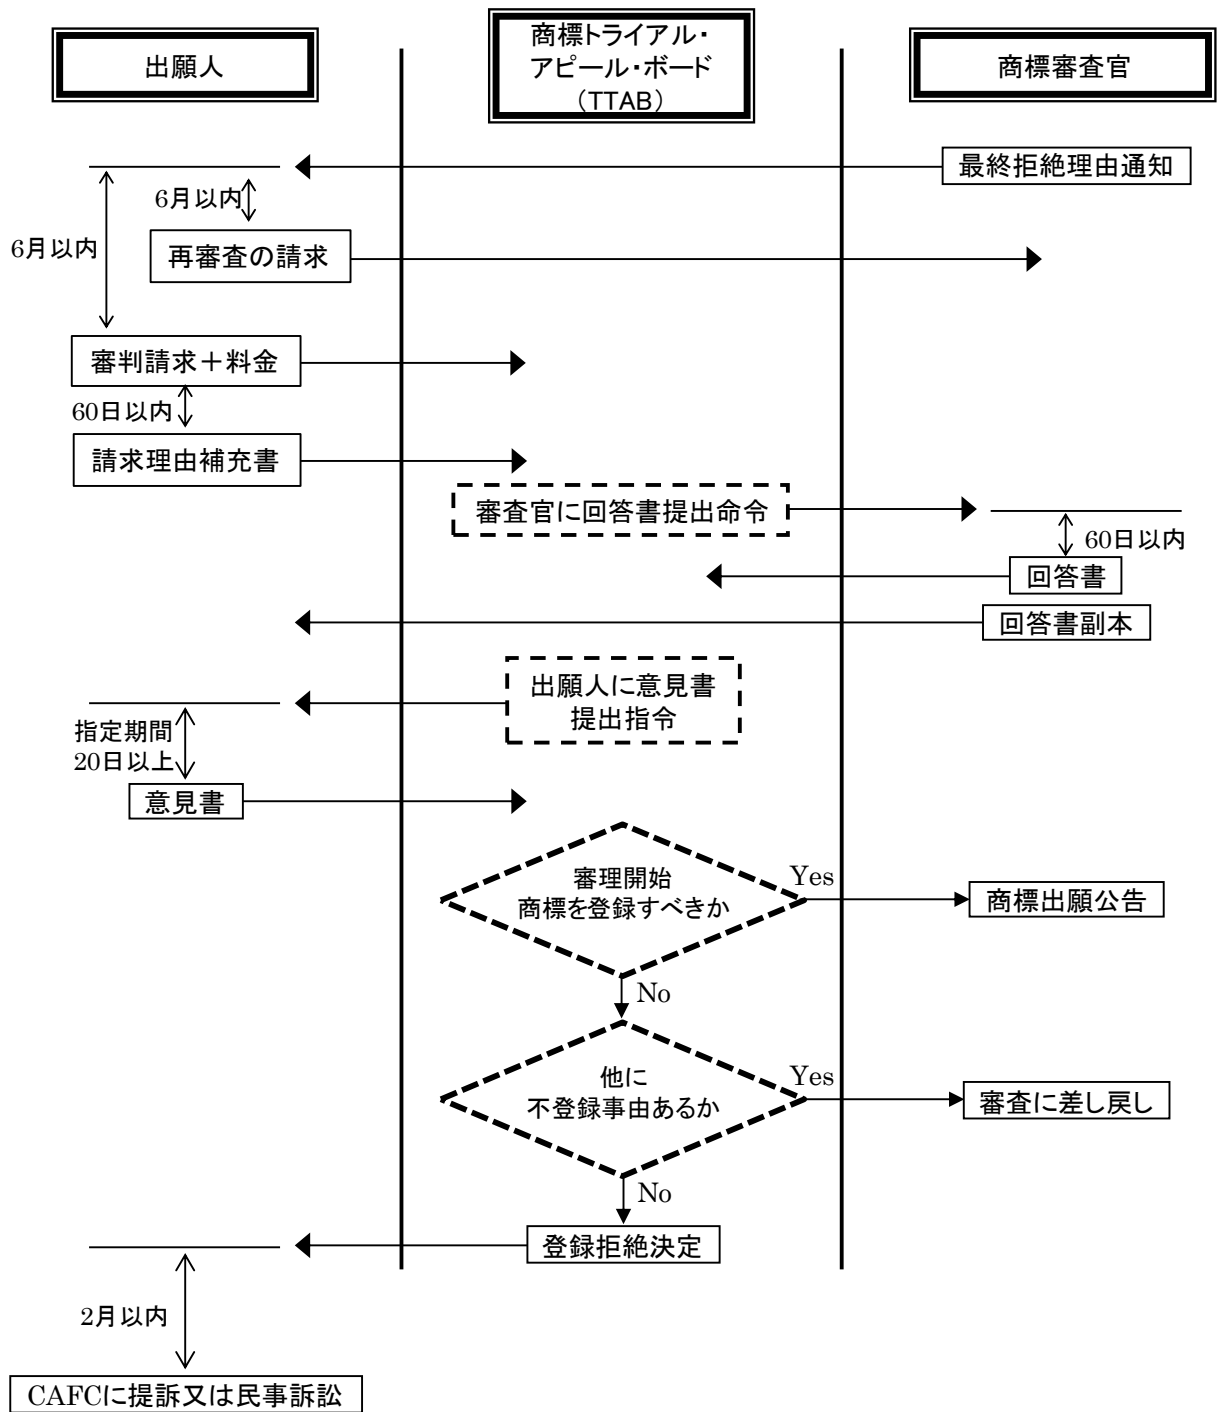 出願人
商標トライアル・
アピール・ボード
（TTAB）
商標審査官
最終拒絶理由通知
6月以内
6月以内
再審査の請求
審判請求＋料金
60日以内
請求理由補充書
審査官に回答書提出命令
60日以内
回答書
回答書副本
出願人に意見書
提出指令
指定期間
20日以上
意見書
審理開始
商標を登録すべきか
Yes
商標出願公告
No
他に
不登録事由あるか
Yes
審査に差し戻し
No
登録拒絶決定
2月以内
CAFCに提訴又は民事訴訟